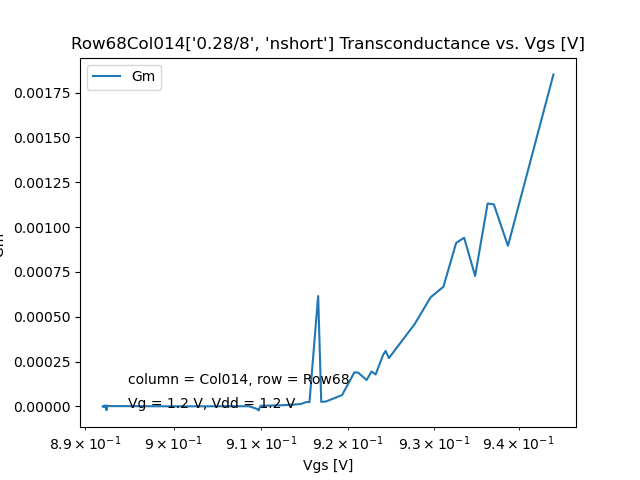 Row68Col014['0.28/8', 'nshort'] Transconductance vs. Vgs [V]
Gm
0.00175
0.00150
0.00125
0.00100
0.00075
0.00050
0.00025
0.00000
column = Col014, row = Row68
Vg = 1.2 V, Vdd = 1.2 V
8.9 × 10⁻¹ 9 × 10⁻¹ 9.1 × 10⁻¹ 9.2 × 10⁻¹ 9.3 × 10⁻¹ 9.4 × 10⁻¹
Vgs [V]